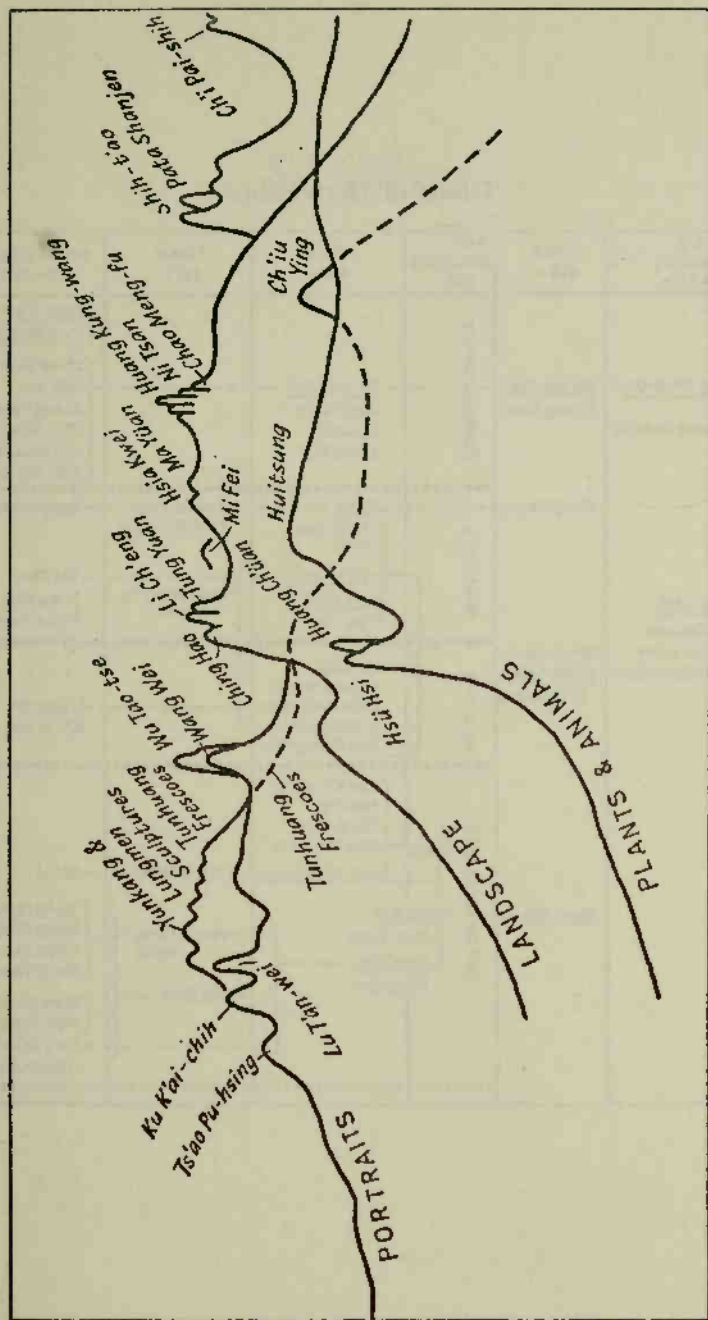 PORTRAITS
Ts'ao Pu-hsing
Ku K'ai-chih
Lu T'an-wei
Yunkang &
Lungmen
Sculptures
Tunhuang
Frescoes
Wu Tao-tse
Wang Wei
Tunhuang
Frescoes
Ching Hao
Li Ch'eng
Tung Yuan
Mi Fei
Hsia Kwei
Ma Yüan
Huang Kung-wang
Ni Tsan
Chao Meng-fu
Shih-t'ao
Pata Shanjen
Ch'i Pai-shih
LANDSCAPE
Hsü Hsi
Huang Ch'üan
Huitsung
Ch'iu
Ying
PLANTS & ANIMALS